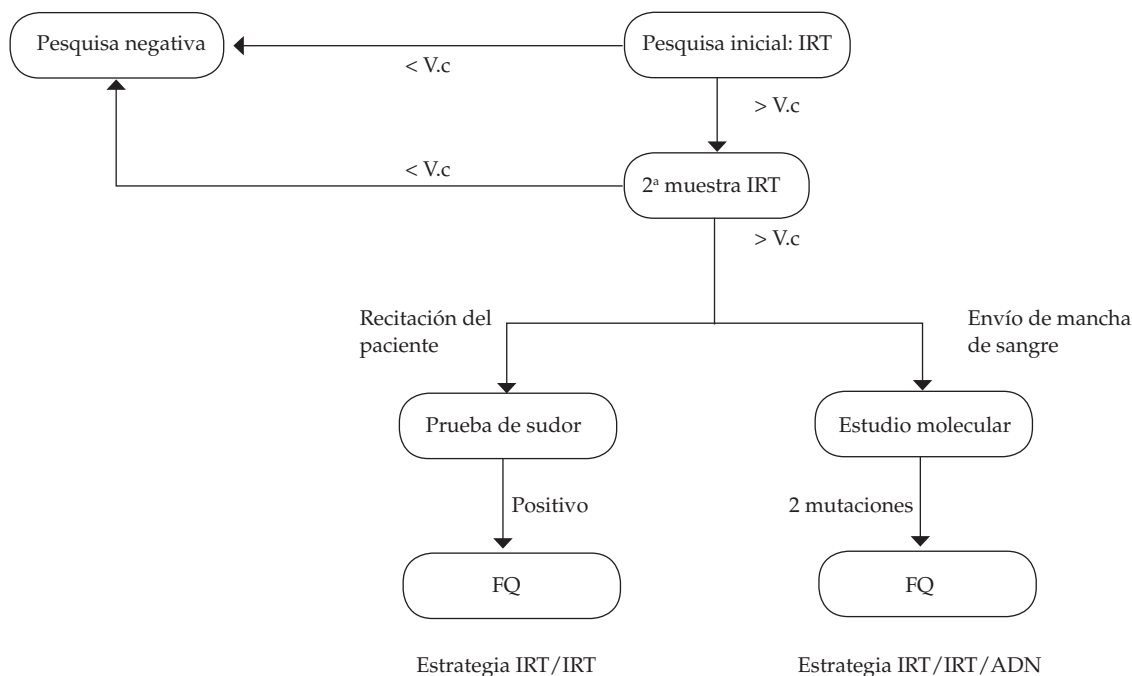 Pesquisa negativa
Pesquisa inicial: IRT
< V.c
> V.c
< V.c
2ª muestra IRT
> V.c
Recitación del
paciente
Envío de mancha
de sangre
Prueba de sudor
Estudio molecular
Positivo
2 mutaciones
FQ
FQ
Estrategia IRT/IRT
Estrategia IRT/IRT/ADN